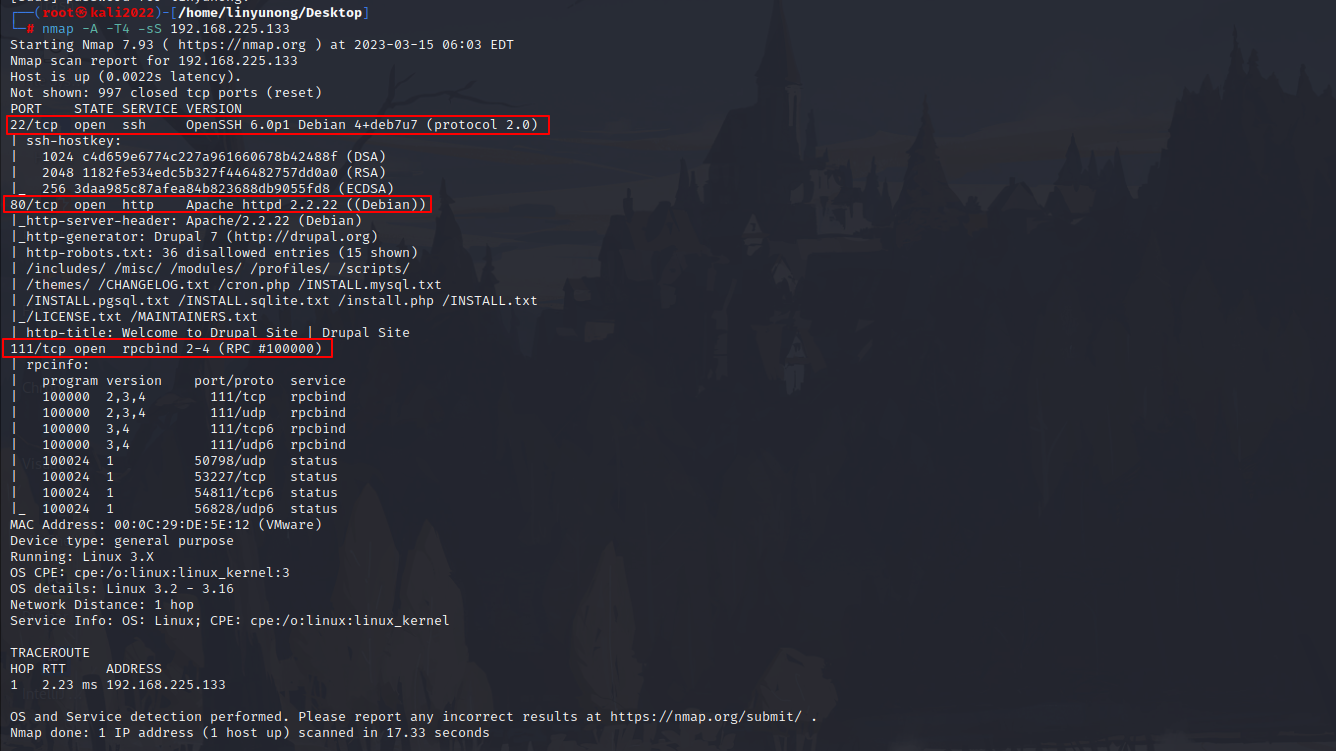 ┌──(root㉿kali2022)-[/home/linyunong/Desktop]
└─# nmap -A -T4 -sS 192.168.225.133
Starting Nmap 7.93 ( https://nmap.org ) at 2023-03-15 06:03 EDT
Nmap scan report for 192.168.225.133
Host is up (0.0022s latency).
Not shown: 997 closed tcp ports (reset)
PORT    STATE SERVICE VERSION
22/tcp  open  ssh     OpenSSH 6.0p1 Debian 4+deb7u7 (protocol 2.0)
| ssh-hostkey:
|   1024 c4d659e6774c227a961660678b42488f (DSA)
|   2048 1182fe534edc5b327f446482757dd0a0 (RSA)
|_  256 3daa985c87afea84b823688db9055fd8 (ECDSA)
80/tcp  open  http    Apache httpd 2.2.22 ((Debian))
|_http-server-header: Apache/2.2.22 (Debian)
|_http-generator: Drupal 7 (http://drupal.org)
| http-robots.txt: 36 disallowed entries (15 shown)
| /includes/ /misc/ /modules/ /profiles/ /scripts/
| /themes/ /CHANGELOG.txt /cron.php /INSTALL.mysql.txt
| /INSTALL.pgsql.txt /INSTALL.sqlite.txt /install.php /INSTALL.txt
|_/LICENSE.txt /MAINTAINERS.txt
| http-title: Welcome to Drupal Site | Drupal Site
111/tcp open  rpcbind 2-4 (RPC #100000)
| rpcinfo:
|   program version    port/proto  service
|   100000  2,3,4        111/tcp   rpcbind
|   100000  2,3,4        111/udp   rpcbind
|   100000  3,4          111/tcp6  rpcbind
|   100000  3,4          111/udp6  rpcbind
|   100024  1          50798/udp   status
|   100024  1          53227/tcp   status
|   100024  1          54811/tcp6  status
|_  100024  1          56828/udp6  status
MAC Address: 00:0C:29:DE:5E:12 (VMware)
Device type: general purpose
Running: Linux 3.X
OS CPE: cpe:/o:linux:linux_kernel:3
OS details: Linux 3.2 - 3.16
Network Distance: 1 hop
Service Info: OS: Linux; CPE: cpe:/o:linux:linux_kernel
TRACEROUTE
HOP RTT     ADDRESS
1   2.23 ms 192.168.225.133
OS and Service detection performed. Please report any incorrect results at https://nmap.org/submit/ .
Nmap done: 1 IP address (1 host up) scanned in 17.33 seconds